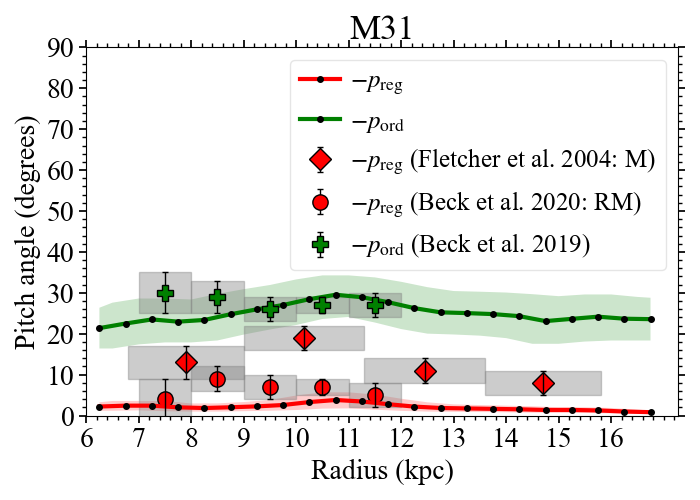 M31
Pitch angle (degrees)
90
80
70
60
50
40
30
20
10
0
−p_reg
−p_ord
−p_reg (Fletcher et al. 2004: M)
−p_reg (Beck et al. 2020: RM)
−p_ord (Beck et al. 2019)
6 7 8 9 10 11 12 13 14 15 16
Radius (kpc)